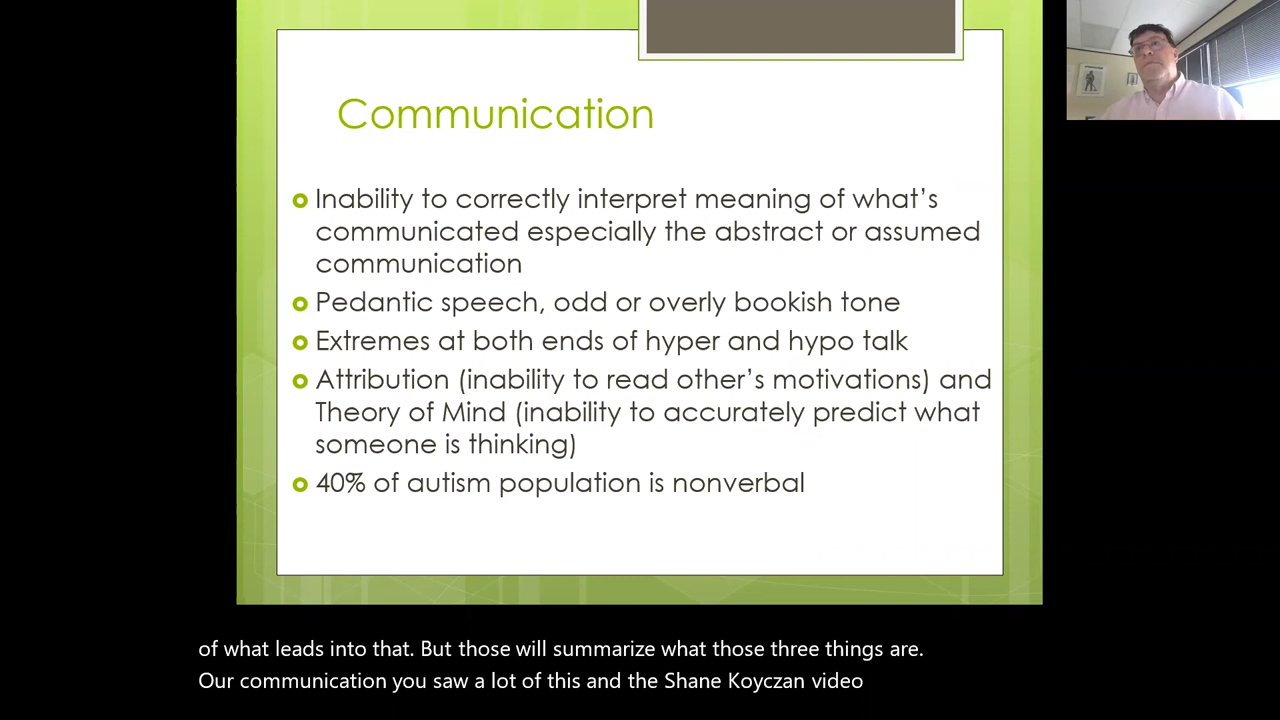 Communication
Inability to correctly interpret meaning of what's
communicated especially the abstract or assumed
communication
Pedantic speech, odd or overly bookish tone
Extremes at both ends of hyper and hypo talk
Attribution (inability to read other's motivations) and
Theory of Mind (inability to accurately predict what
someone is thinking)
40% of autism population is nonverbal
of what leads into that. But those will summarize what those three things are.
Our communication you saw a lot of this and the Shane Koyczan video